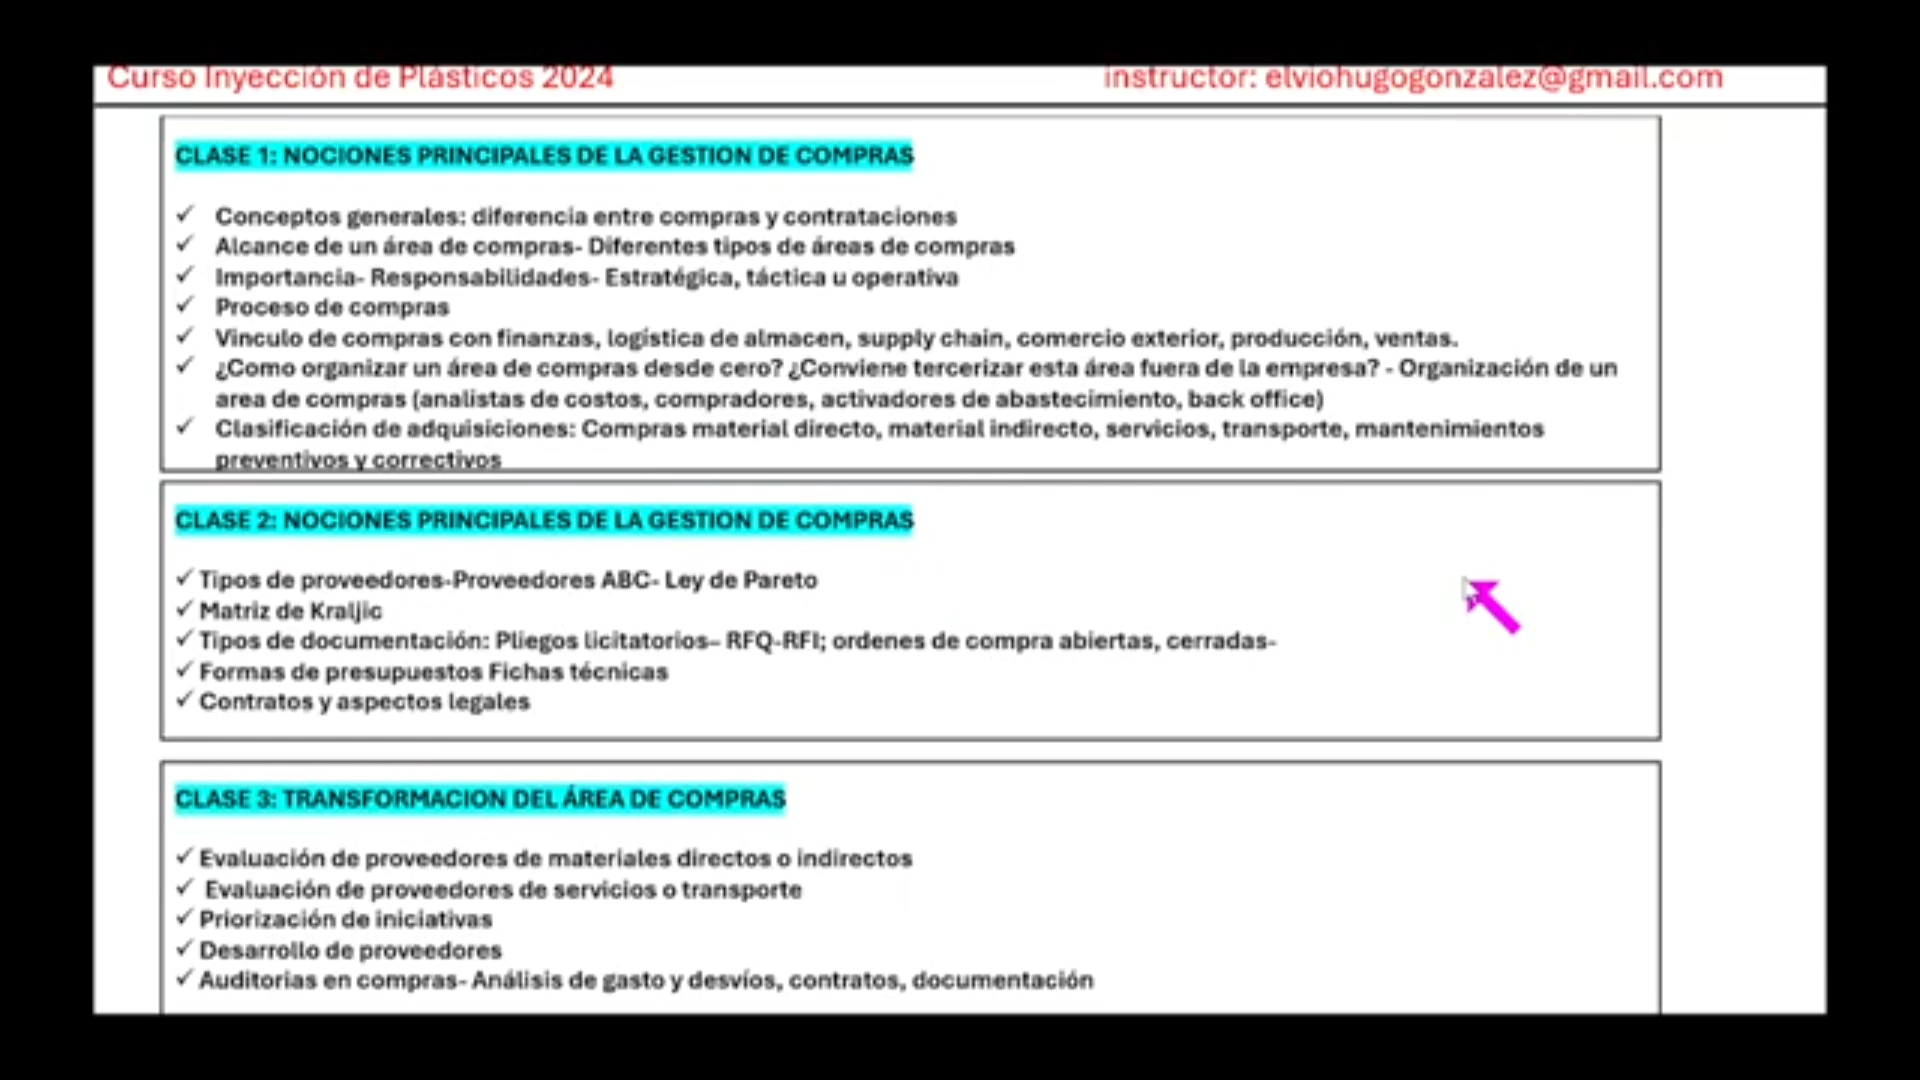 Curso Inyección de Plásticos 2024 instructor: elviohugogonzalez@gmail.com
CLASE 1: NOCIONES PRINCIPALES DE LA GESTION DE COMPRAS
✓ Conceptos generales: diferencia entre compras y contrataciones
✓ Alcance de un área de compras- Diferentes tipos de áreas de compras
✓ Importancia- Responsabilidades- Estratégica, táctica u operativa
✓ Proceso de compras
✓ Vinculo de compras con finanzas, logística de almacen, supply chain, comercio exterior, producción, ventas.
✓ ¿Como organizar un área de compras desde cero? ¿Conviene tercerizar esta área fuera de la empresa? - Organización de un
area de compras (analistas de costos, compradores, activadores de abastecimiento, back office)
✓ Clasificación de adquisiciones: Compras material directo, material indirecto, servicios, transporte, mantenimientos
preventivos y correctivos
CLASE 2: NOCIONES PRINCIPALES DE LA GESTION DE COMPRAS
✓ Tipos de proveedores-Proveedores ABC- Ley de Pareto
✓ Matriz de Kraljic
✓ Tipos de documentación: Pliegos licitatorios– RFQ-RFI; ordenes de compra abiertas, cerradas-
✓ Formas de presupuestos Fichas técnicas
✓ Contratos y aspectos legales
CLASE 3: TRANSFORMACION DEL ÁREA DE COMPRAS
✓ Evaluación de proveedores de materiales directos o indirectos
✓ Evaluación de proveedores de servicios o transporte
✓ Priorización de iniciativas
✓ Desarrollo de proveedores
✓ Auditorias en compras- Análisis de gasto y desvíos, contratos, documentación